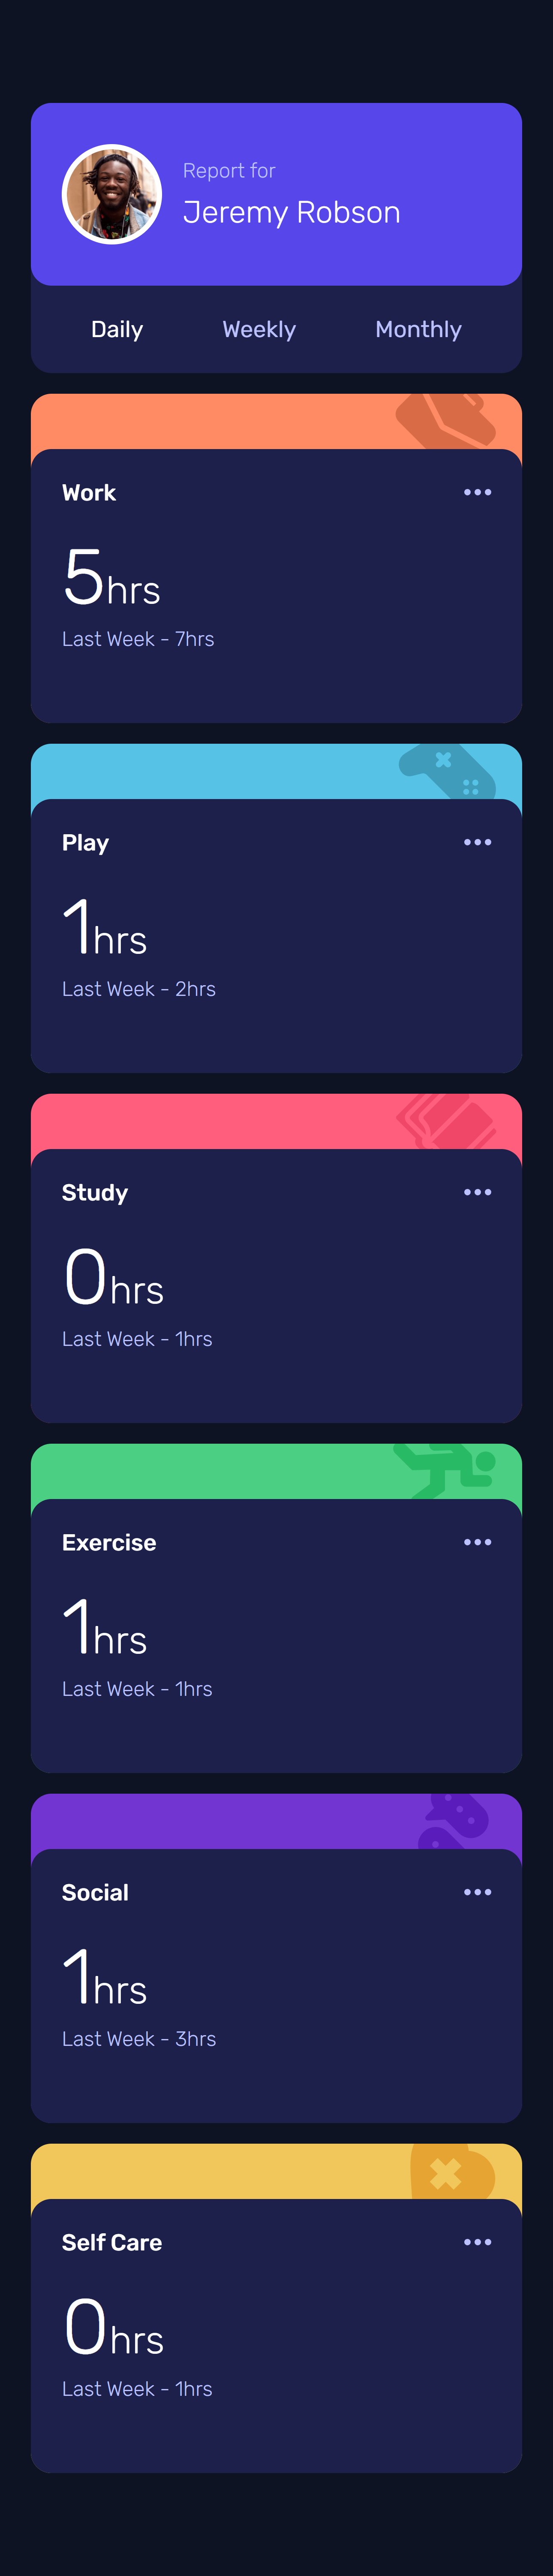 Report for
Jeremy Robson
Daily Weekly Monthly
Work
5hrs
Last Week - 7hrs
Play
1hrs
Last Week - 2hrs
Study
0hrs
Last Week - 1hrs
Exercise
1hrs
Last Week - 1hrs
Social
1hrs
Last Week - 3hrs
Self Care
0hrs
Last Week - 1hrs